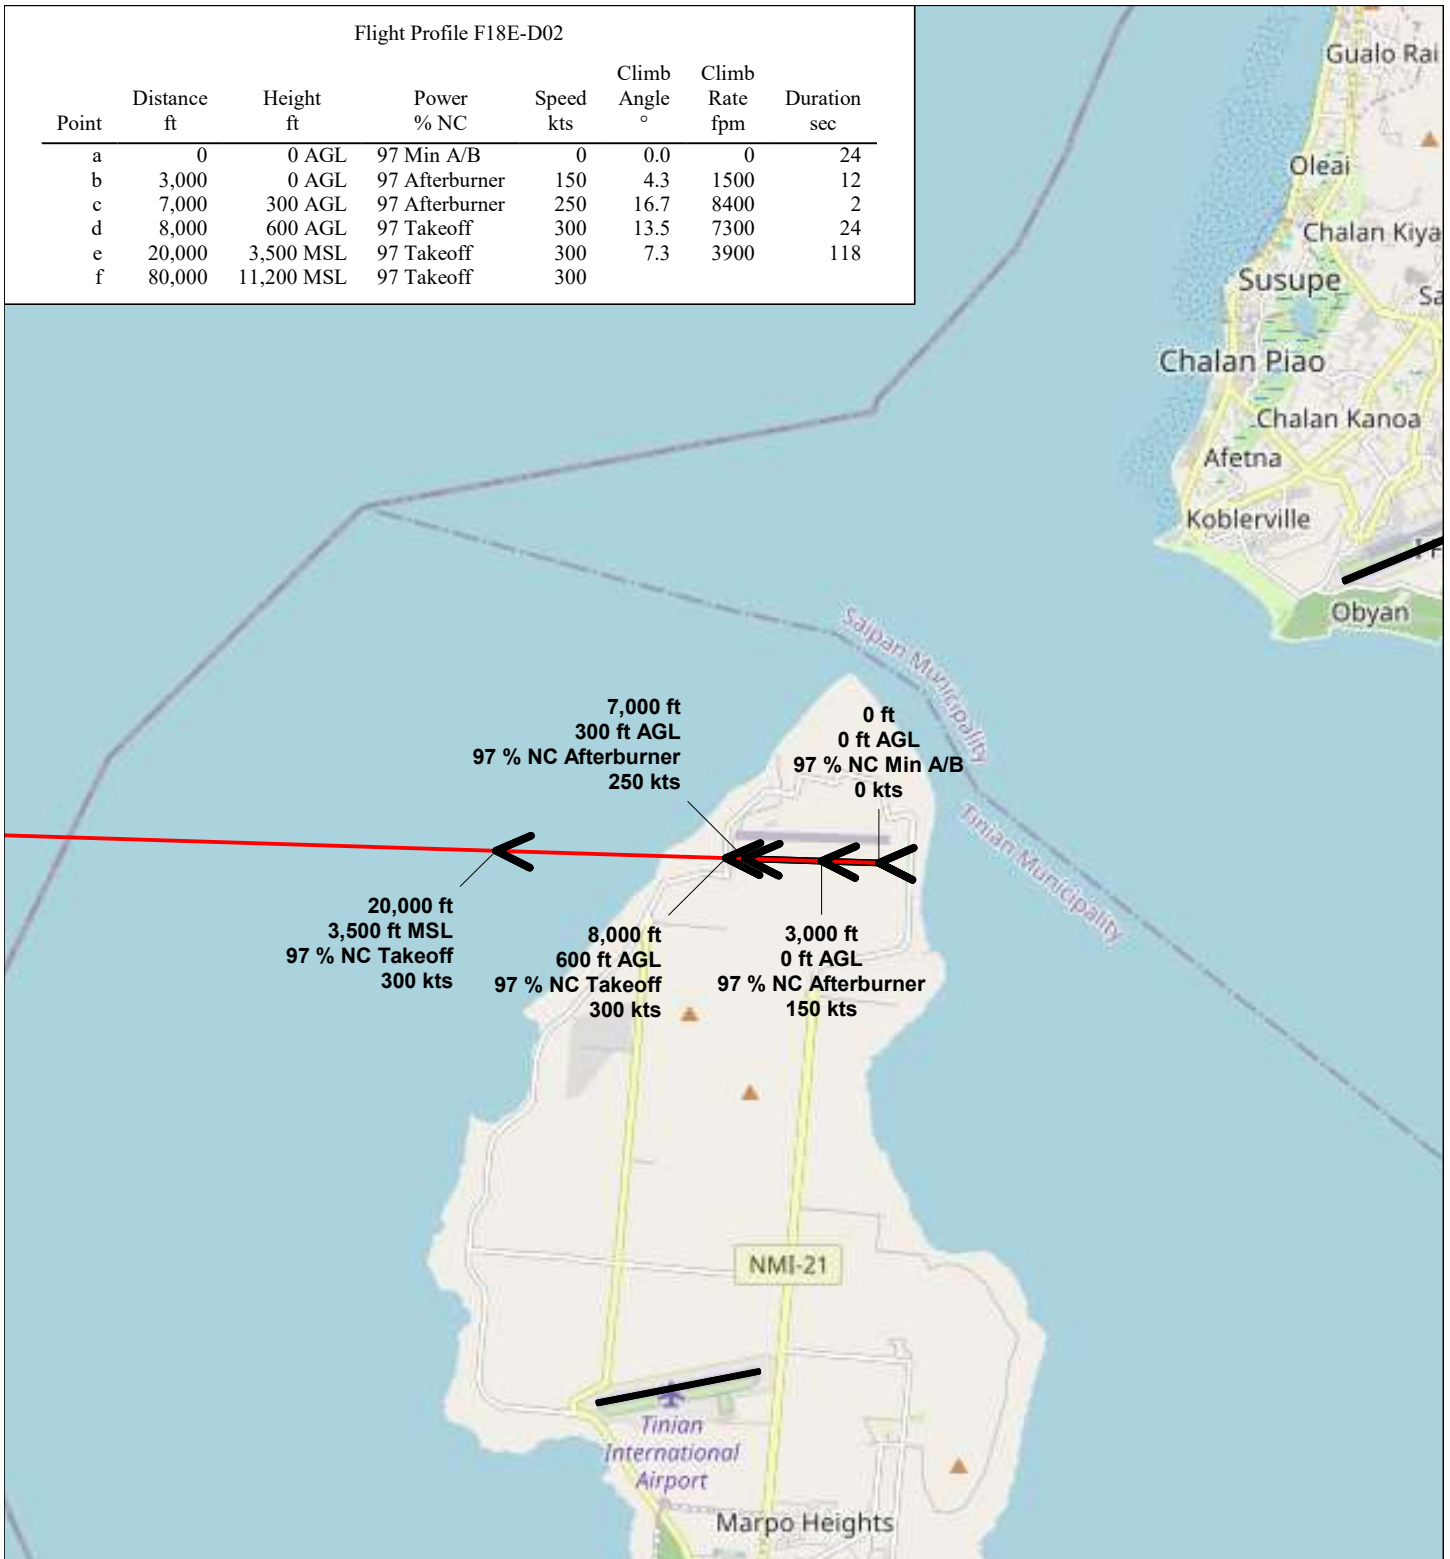 Flight Profile F18E-D02
Climb Climb
Distance Height Power Speed Angle Rate Duration
Point ft ft % NC kts ° fpm sec
a 0 0 AGL 97 Min A/B 0 0.0 0 24
b 3,000 0 AGL 97 Afterburner 150 4.3 1500 12
c 7,000 300 AGL 97 Afterburner 250 16.7 8400 2
d 8,000 600 AGL 97 Takeoff 300 13.5 7300 24
e 20,000 3,500 MSL 97 Takeoff 300 7.3 3900 118
f 80,000 11,200 MSL 97 Takeoff 300
Gualo Rai
Oleai
Chalan Kiya
Susupe
Sa
Chalan Piao
Chalan Kanoa
Afetna
Koblerville
Obyan
Saipan Municipality
Tinian Municipality
7,000 ft
300 ft AGL
97 % NC Afterburner
250 kts
0 ft
0 ft AGL
97 % NC Min A/B
0 kts
20,000 ft
3,500 ft MSL
97 % NC Takeoff
300 kts
8,000 ft
600 ft AGL
97 % NC Takeoff
300 kts
3,000 ft
0 ft AGL
97 % NC Afterburner
150 kts
NMI-21
Tinian
International
Airport
Marpo Heights